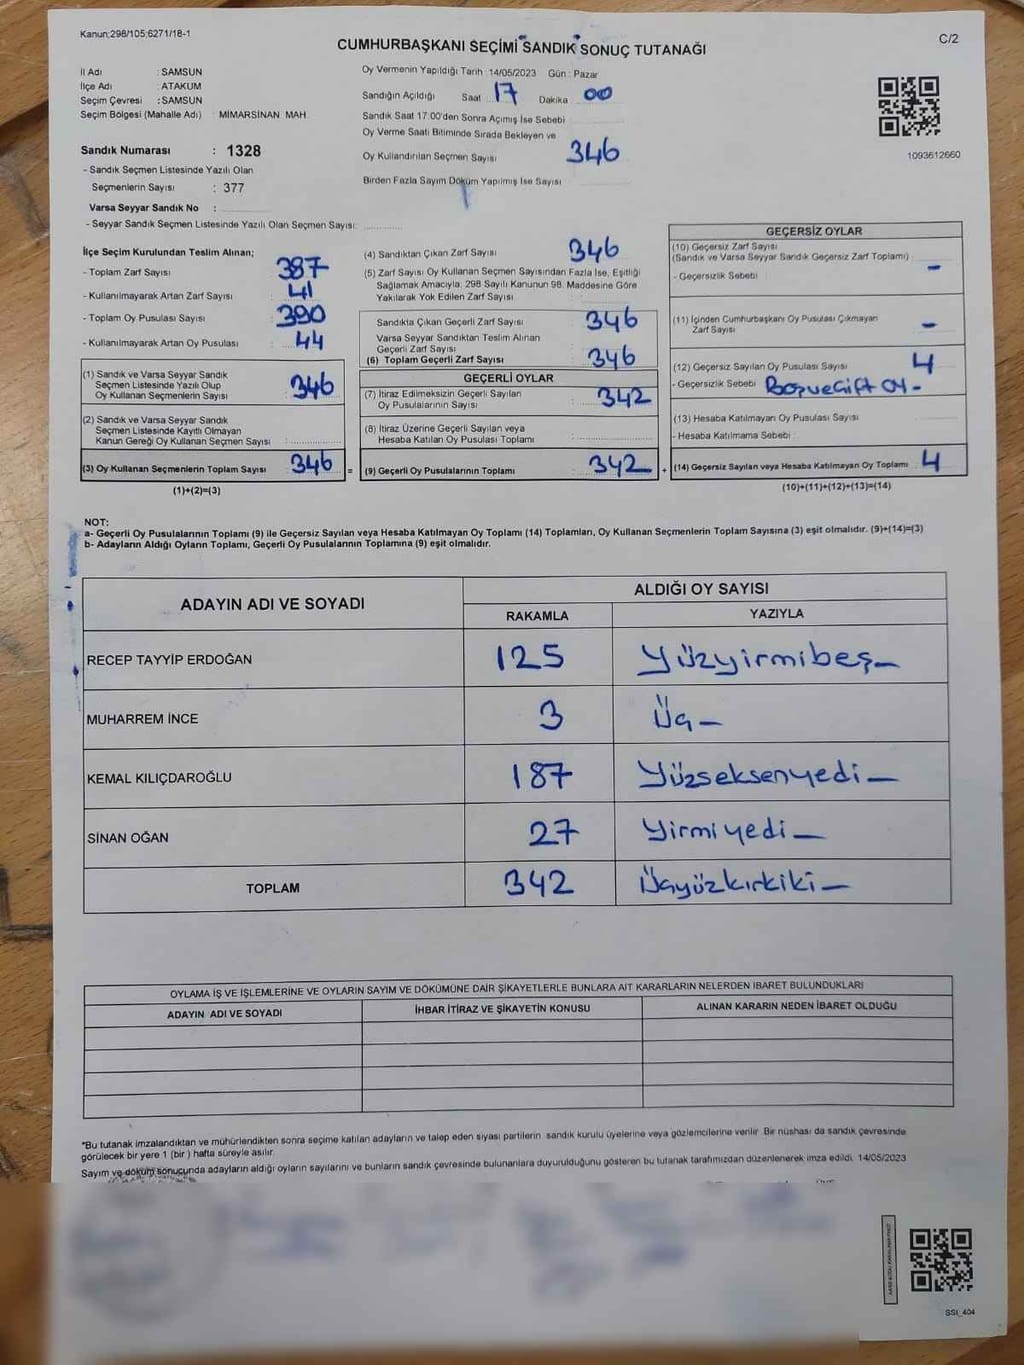 Kanun;298/105;6271/18-1
C/2
CUMHURBAŞKANI SEÇİMİ SANDIK SONUÇ TUTANAĞI
İl Adı : SAMSUN
İlçe Adı : ATAKUM
Seçim Çevresi : SAMSUN
Seçim Bölgesi (Mahalle Adı) : MİMARSİNAN MAH.
Sandık Numarası : 1328
- Sandık Seçmen Listesinde Yazılı Olan
Seçmenlerin Sayısı : 377
Varsa Seyyar Sandık No :
- Seyyar Sandık Seçmen Listesinde Yazılı Olan Seçmen Sayısı:
Oy Vermenin Yapıldığı Tarih :14/05/2023 Gün : Pazar
Sandığın Açıldığı Saat 17 Dakika 00
Sandık Saat 17.00'den Sonra Açımış İse Sebebi
Oy Verme Saati Bitiminde Sırada Bekleyen ve
Oy Kullandırılan Seçmen Sayısı 346
Birden Fazla Sayım Döküm Yapılmış İse Sayısı
1093612660
İlçe Seçim Kurulundan Teslim Alınan;
- Toplam Zarf Sayısı 387
- Kullanılmayarak Artan Zarf Sayısı 41
- Toplam Oy Pusulası Sayısı 390
- Kullanılmayarak Artan Oy Pusulası 44
(1) Sandık ve Varsa Seyyar Sandık
Seçmen Listesinde Yazılı Olup
Oy Kullanan Seçmenlerin Sayısı 346
(2) Sandık ve Varsa Seyyar Sandık
Seçmen Listesinde Kayıtlı Olmayan
Kanun Gereği Oy Kullanan Seçmen Sayısı
(3) Oy Kullanan Seçmenlerin Toplam Sayısı 346 =
(1)+(2)=(3)
(4) Sandıktan Çıkan Zarf Sayısı 346
(5) Zarf Sayısı Oy Kullanan Seçmen Sayısından Fazla İse, Eşitliği
Sağlamak Amacıyla, 298 Sayılı Kanunun 98. Maddesine Göre
Yakılarak Yok Edilen Zarf Sayısı
Sandıkta Çıkan Geçerli Zarf Sayısı 346
Varsa Seyyar Sandıktan Teslim Alınan
Geçerli Zarf Sayısı
(6) Toplam Geçerli Zarf Sayısı 346
GEÇERLİ OYLAR
(7) İtiraz Edilmeksizin Geçerli Sayılan
Oy Pusulalarının Sayısı 342
(8) İtiraz Üzerine Geçerli Sayılan veya
Hesaba Katılan Oy Pusulası Toplamı
(9) Geçerli Oy Pusulalarının Toplamı 342 +
GEÇERSİZ OYLAR
(10) Geçersiz Zarf Sayısı
(Sandık ve Varsa Seyyar Sandık Geçersiz Zarf Toplamı) :
- Geçersizlik Sebebi : -
(11) İçinden Cumhurbaşkanı Oy Pusulası Çıkmayan
Zarf Sayısı -
(12) Geçersiz Sayılan Oy Pusulası Sayısı 4
- Geçersizlik Sebebi Boş ve Çift oy -
(13) Hesaba Katılmayan Oy Pusulası Sayısı
- Hesaba Katılmama Sebebi :
(14) Geçersiz Sayılan veya Hesaba Katılmayan Oy Toplamı 4
(10)+(11)+(12)+(13)=(14)
NOT:
a- Geçerli Oy Pusulalarının Toplamı (9) ile Geçersiz Sayılan veya Hesaba Katılmayan Oy Toplamı (14) Toplamları, Oy Kullanan Seçmenlerin Toplam Sayısına (3) eşit olmalıdır. (9)+(14)=(3)
b- Adayların Aldığı Oyların Toplamı, Geçerli Oy Pusulalarının Toplamına (9) eşit olmalıdır.
ADAYIN ADI VE SOYADI
ALDIĞI OY SAYISI
RAKAMLA YAZIYLA
RECEP TAYYİP ERDOĞAN 125 Yüzyirmibeş-
MUHARREM İNCE 3 Üç-
KEMAL KILIÇDAROĞLU 187 Yüzseksenyedi-
SİNAN OĞAN 27 Yirmiyedi-
TOPLAM 342 Üçyüzkırkiki-
OYLAMA İŞ VE İŞLEMLERİNE VE OYLARIN SAYIM VE DÖKÜMÜNE DAİR ŞİKAYETLERLE BUNLARA AİT KARARLARIN NELERDEN İBARET BULUNDUKLARI
ADAYIN ADI VE SOYADI İHBAR İTİRAZ VE ŞİKAYETİN KONUSU ALINAN KARARIN NEDEN İBARET OLDUĞU
*Bu tutanak imzalandıktan ve mühürlendikten sonra seçime katılan adayların ve talep eden siyasi partilerin sandık kurulu üyelerine veya gözlemcilerine verilir. Bir nüshası da sandık çevresinde
görülecek bir yere 1 (bir ) hafta süreyle asılır.
Sayım ve döküm sonucunda adayların aldığı oyların sayılarını ve bunların sandık çevresinde bulunanlara duyurulduğunu gösteren bu tutanak tarafımızdan düzenlenerek imza edildi. 14/05/2023
SSI_404